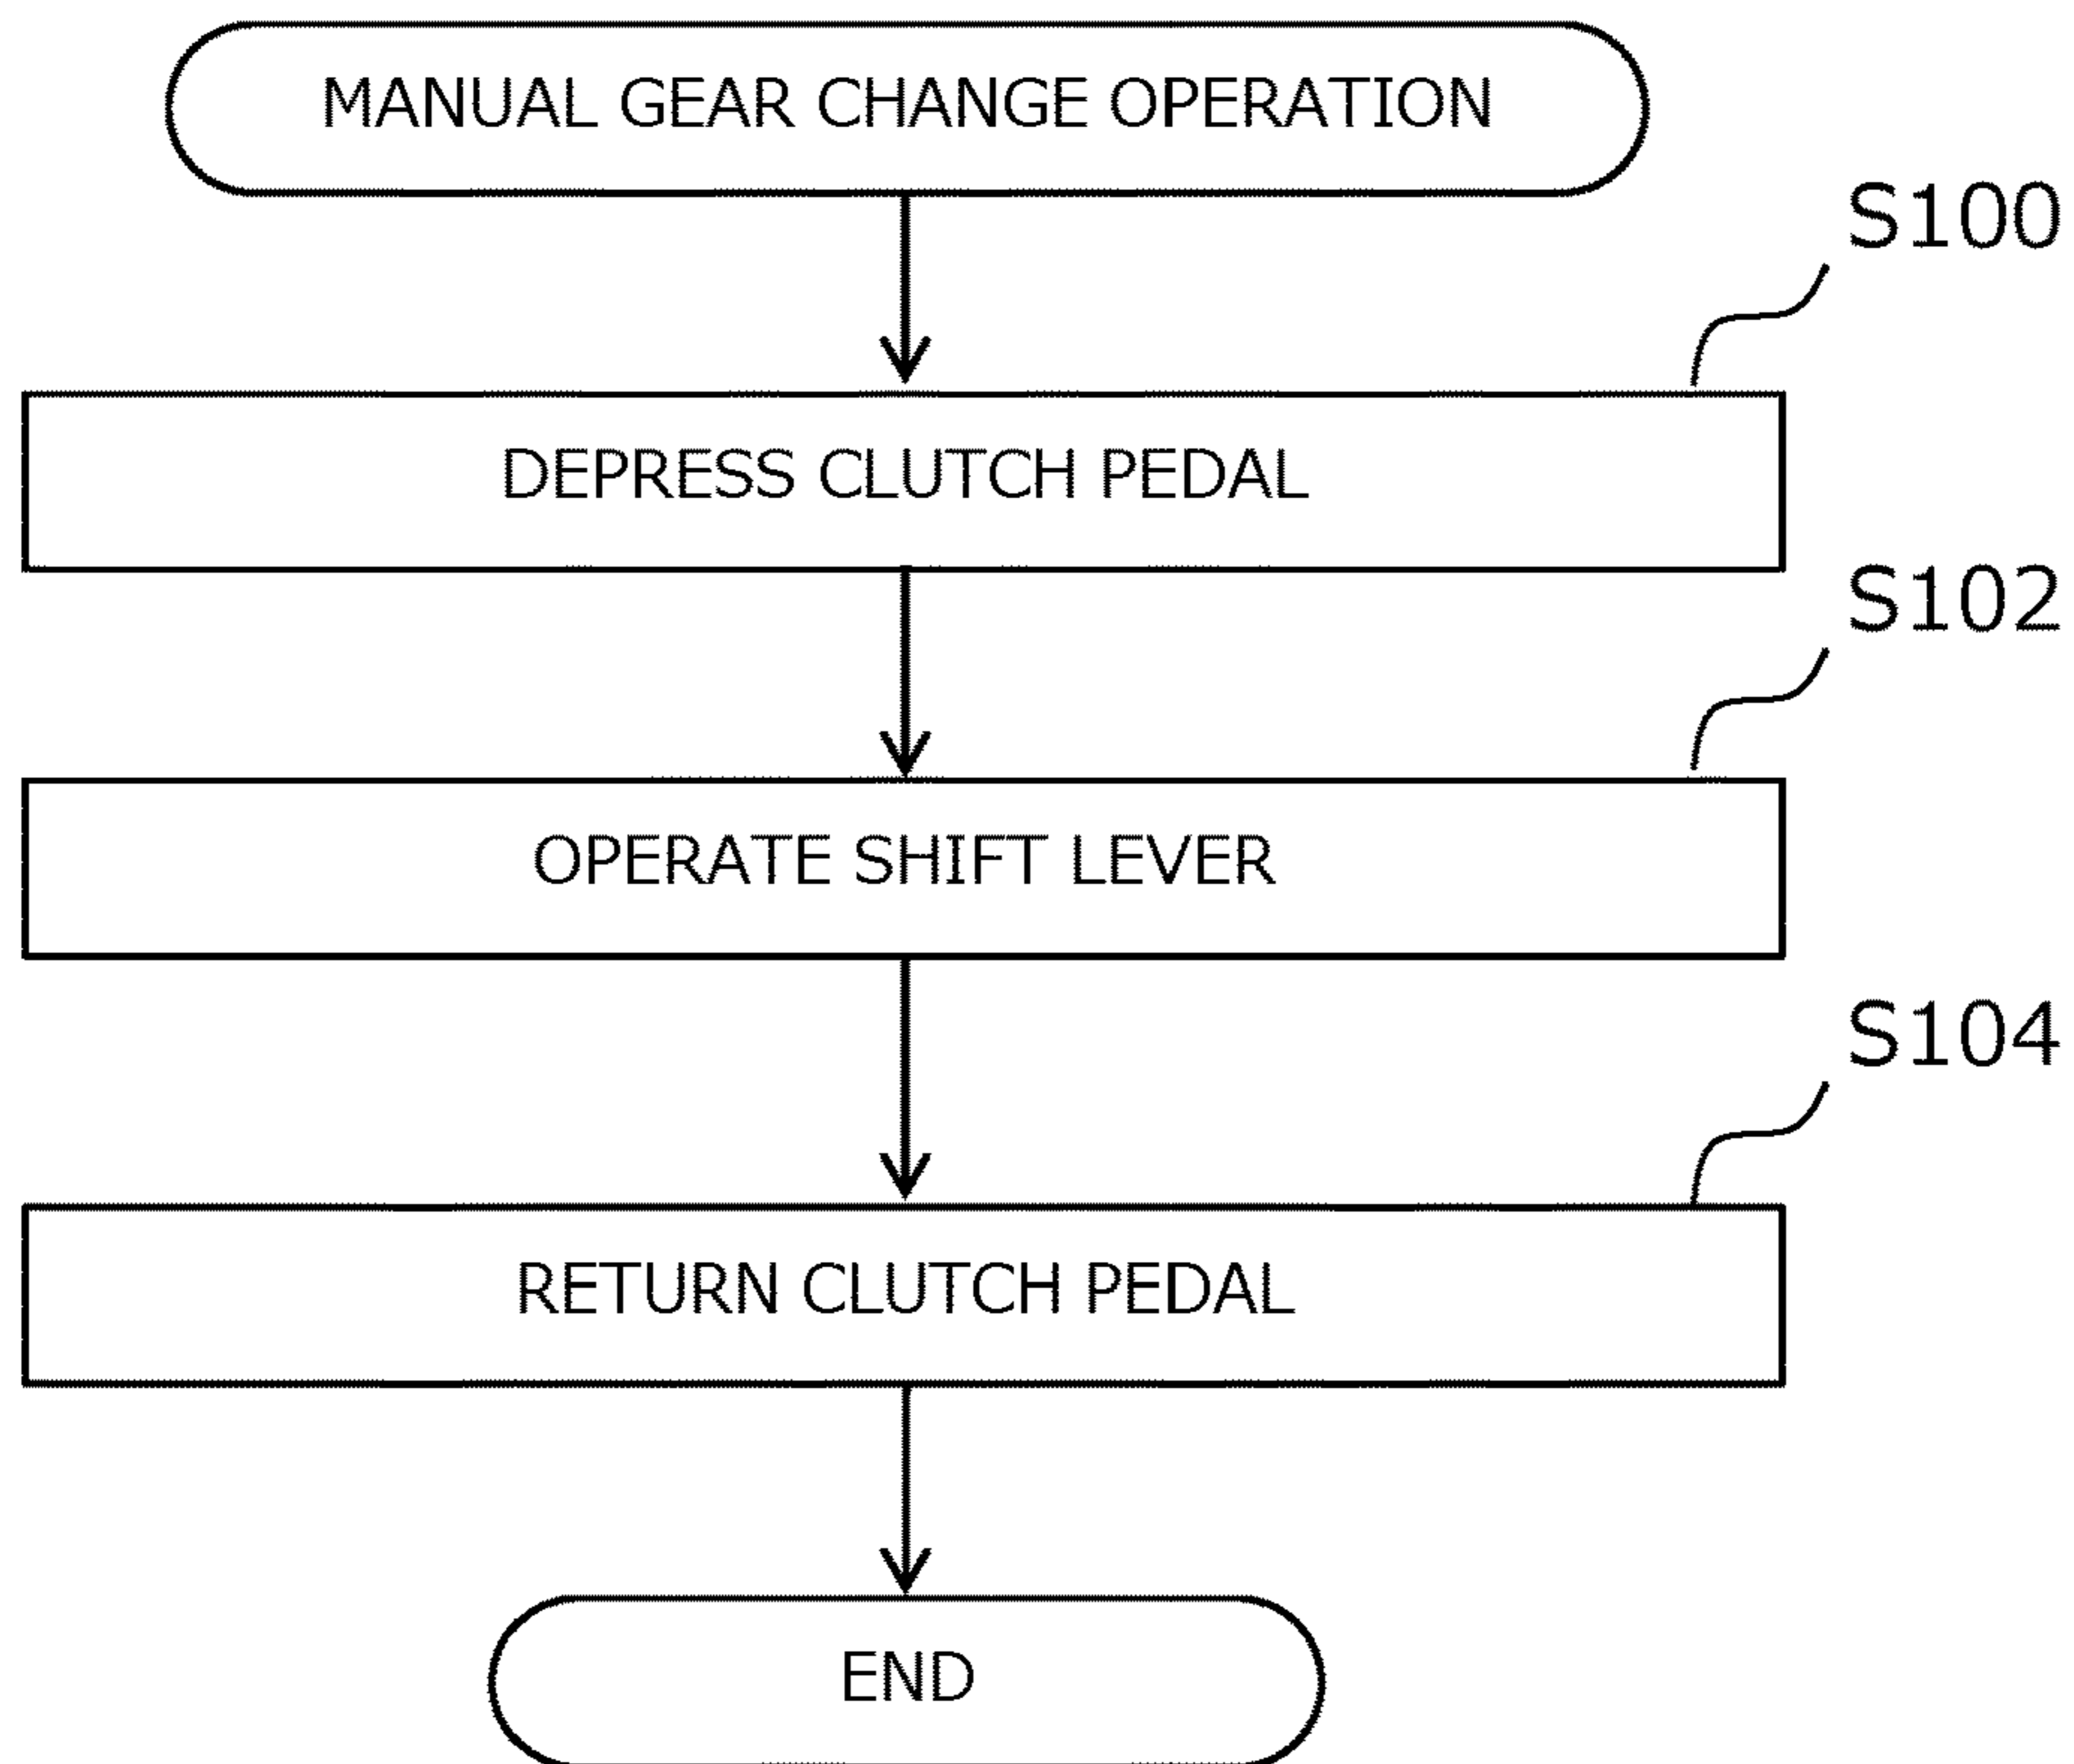 MANUAL GEAR CHANGE OPERATION
S100
DEPRESS CLUTCH PEDAL
S102
OPERATE SHIFT LEVER
S104
RETURN CLUTCH PEDAL
END